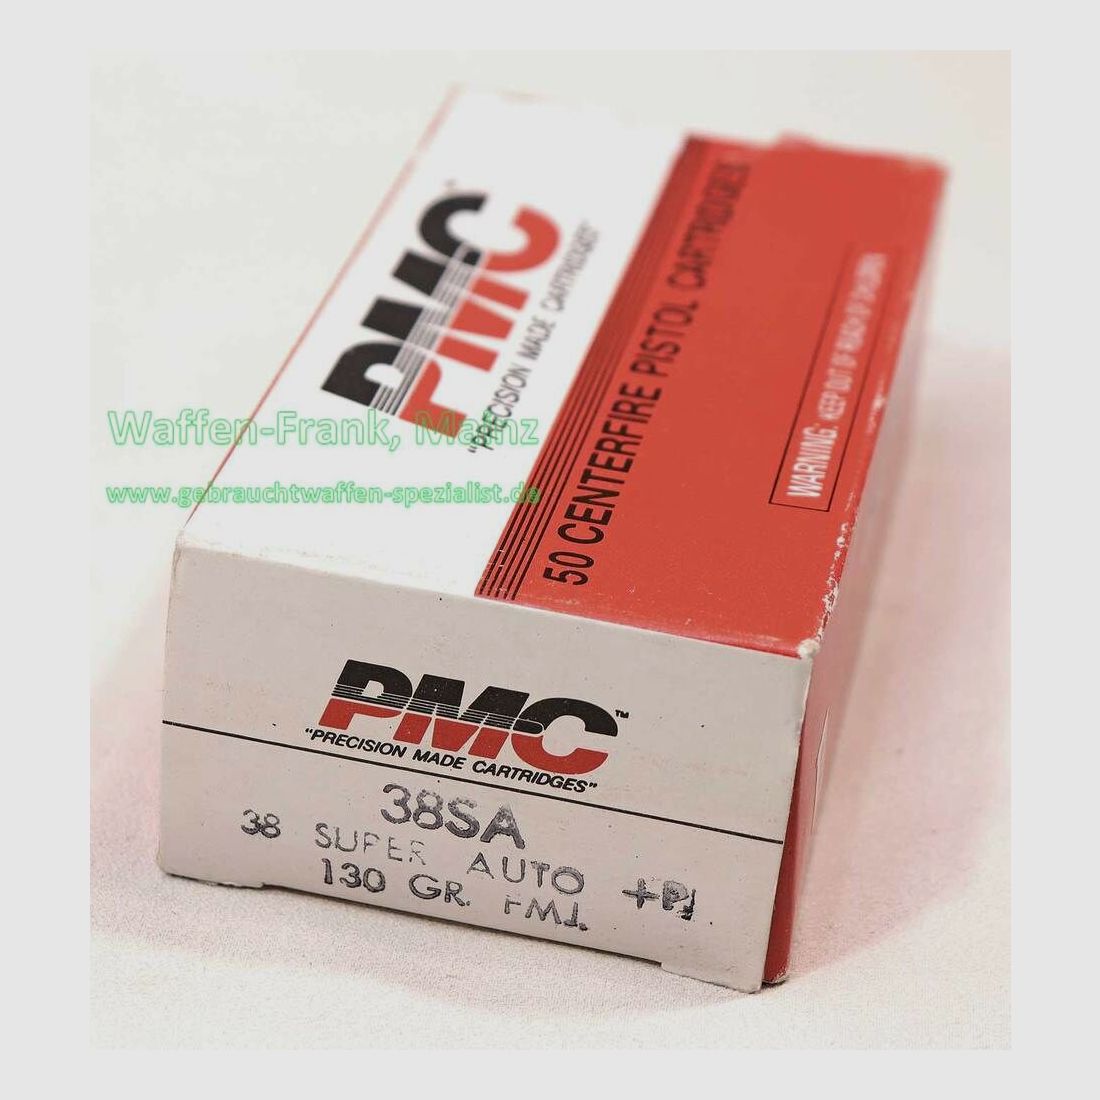 PMC
"PRECISION MADE CARTRIDGES"
50 CENTERFIRE PISTOL CARTRIDGES
WARNING: KEEP OUT OF REACH OF CHILDREN
Waffen-Frank, Mainz
www.gebrauchtwaffen-spezialist.de
PMC™
"PRECISION MADE CARTRIDGES"
38SA
38 SUPER AUTO +P
130 GR. FMJ.